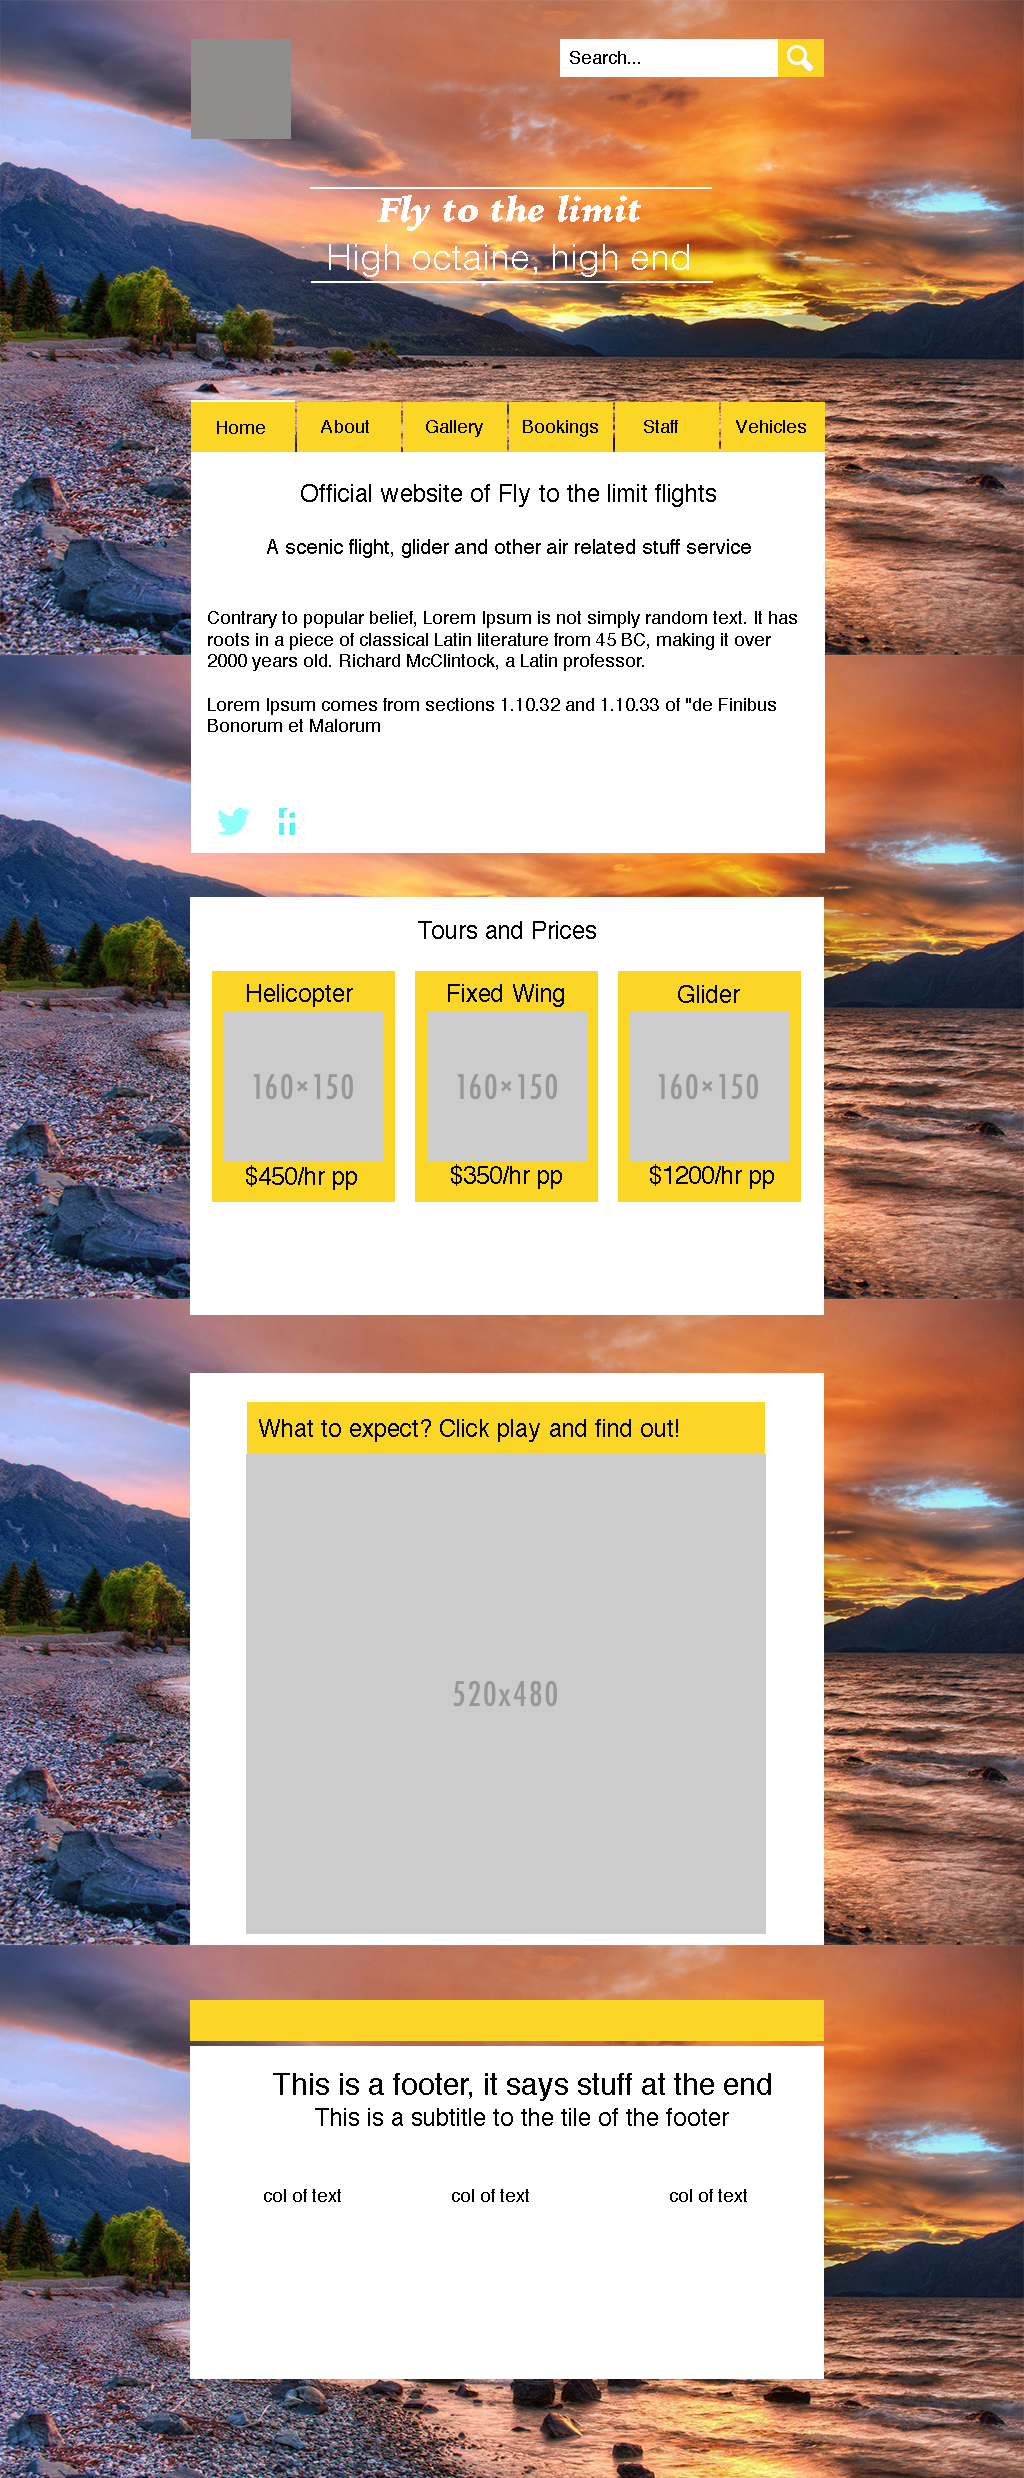 Search...
Fly to the limit
High octaine, high end
Home About Gallery Bookings Staff Vehicles
Official website of Fly to the limit flights
A scenic flight, glider and other air related stuff service
Contrary to popular belief, Lorem Ipsum is not simply random text. It has
roots in a piece of classical Latin literature from 45 BC, making it over
2000 years old. Richard McClintock, a Latin professor.
Lorem Ipsum comes from sections 1.10.32 and 1.10.33 of "de Finibus
Bonorum et Malorum
Tours and Prices
Helicopter Fixed Wing Glider
160×150 160×150 160×150
$450/hr pp $350/hr pp $1200/hr pp
What to expect? Click play and find out!
520x480
This is a footer, it says stuff at the end
This is a subtitle to the tile of the footer
col of text col of text col of text